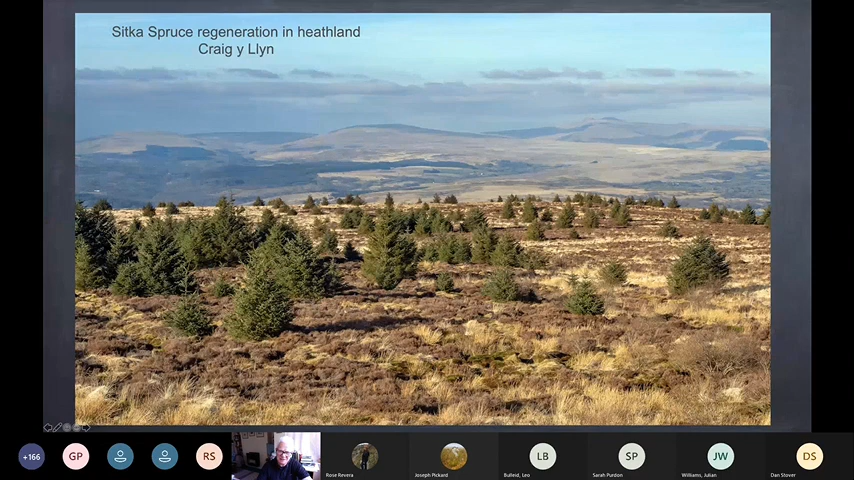 Sitka Spruce regeneration in heathland
Craig y Llyn
+166
GP
RS
Rose Revera
Joseph Pickard
LB
Bulleid, Leo
SP
Sarah Purdon
JW
Williams, Julian
DS
Dan Stover